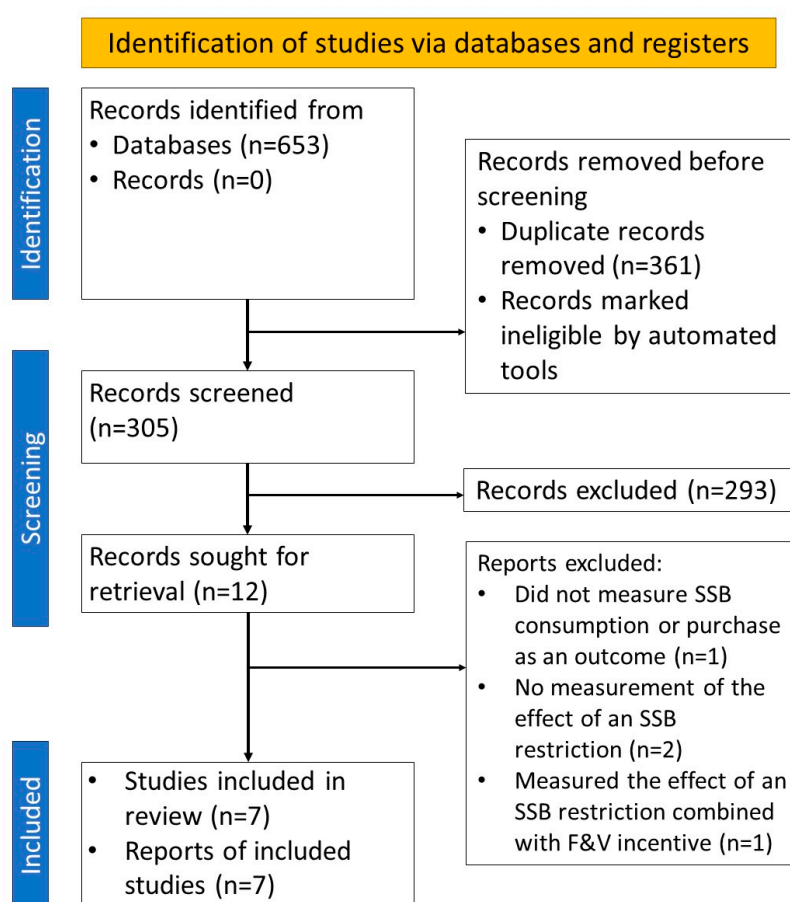 Identification of studies via databases and registers
Identification
Records identified from
• Databases (n=653)
• Records (n=0)
Records removed before
screening
• Duplicate records
removed (n=361)
• Records marked
ineligible by automated
tools
Screening
Records screened
(n=305)
Records excluded (n=293)
Records sought for
retrieval (n=12)
Reports excluded:
• Did not measure SSB
consumption or purchase
as an outcome (n=1)
• No measurement of the
effect of an SSB
restriction (n=2)
• Measured the effect of an
SSB restriction combined
with F&V incentive (n=1)
Included
• Studies included in
review (n=7)
• Reports of included
studies (n=7)